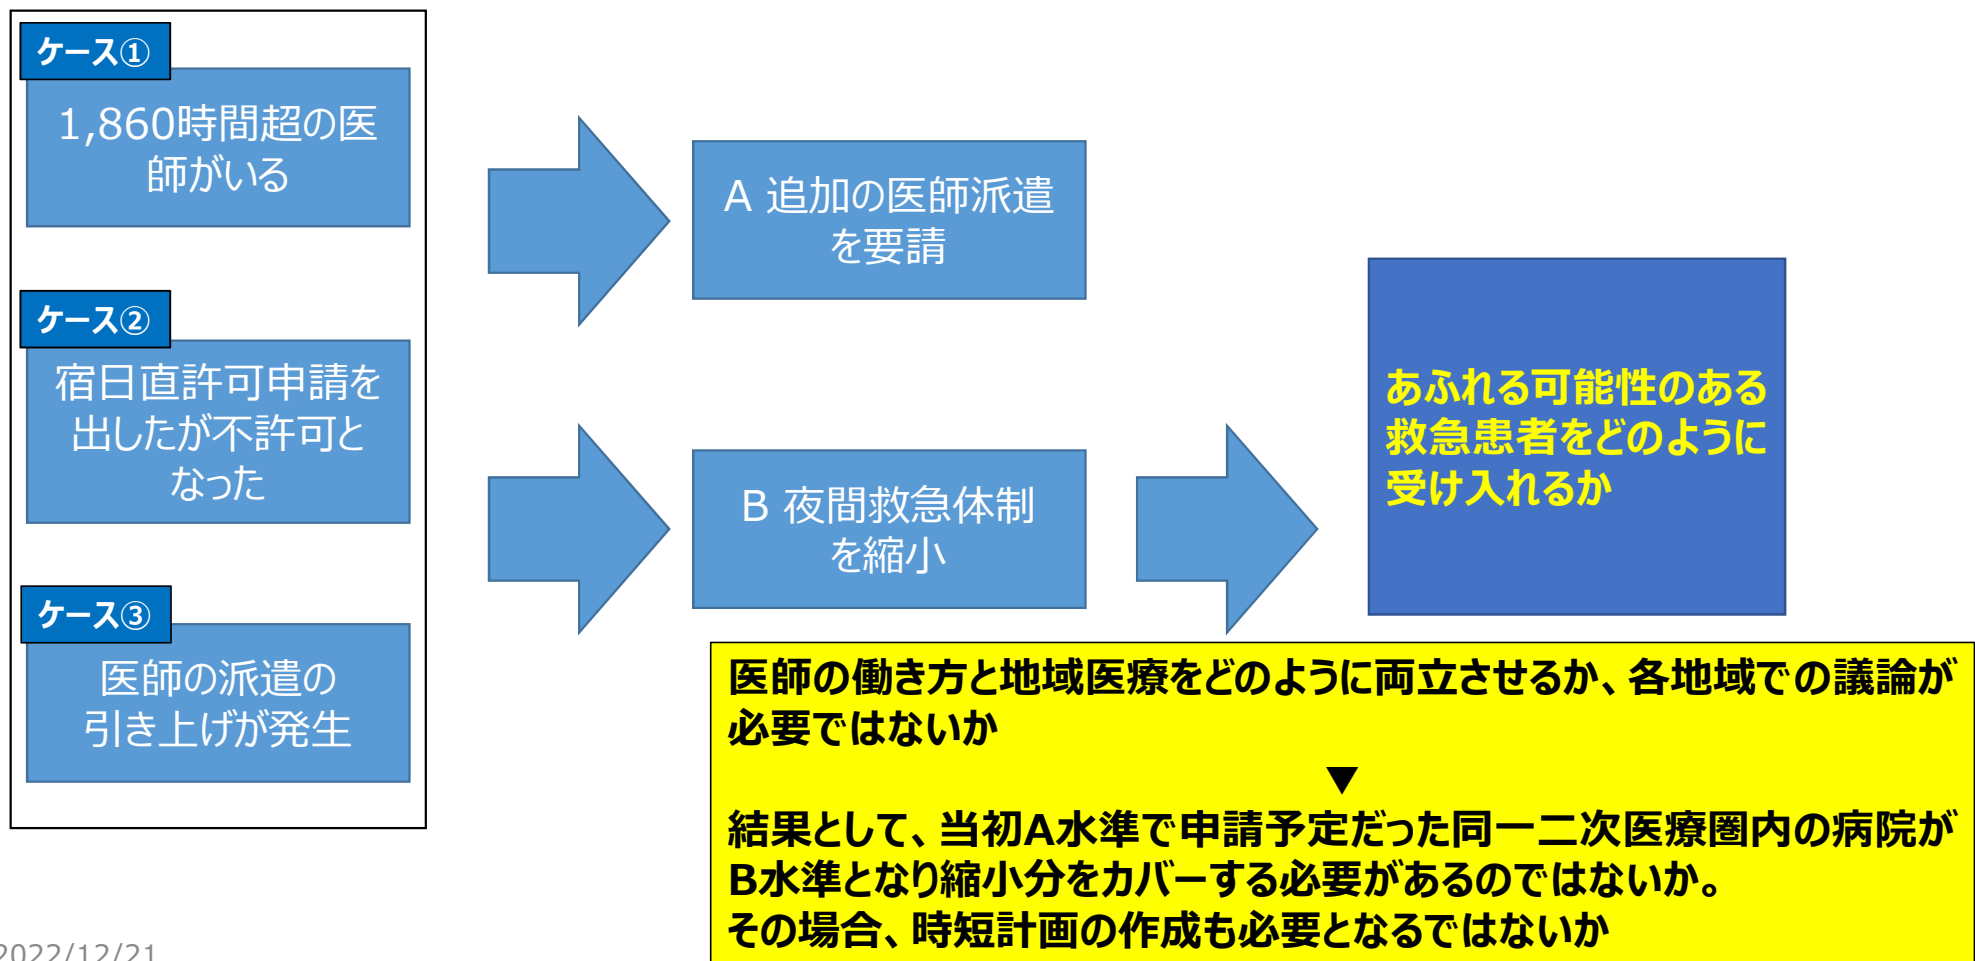 ケース①
1,860時間超の医
師がいる
ケース②
宿日直許可申請を
出したが不許可と
なった
ケース③
医師の派遣の
引き上げが発生
A 追加の医師派遣
を要請
B 夜間救急体制
を縮小
あふれる可能性のある
救急患者をどのように
受け入れるか
医師の働き方と地域医療をどのように両立させるか、各地域での議論が
必要ではないか
▼
結果として、当初A水準で申請予定だった同一二次医療圏内の病院が
B水準となり縮小分をカバーする必要があるのではないか。
その場合、時短計画の作成も必要となるではないか
2022/12/21